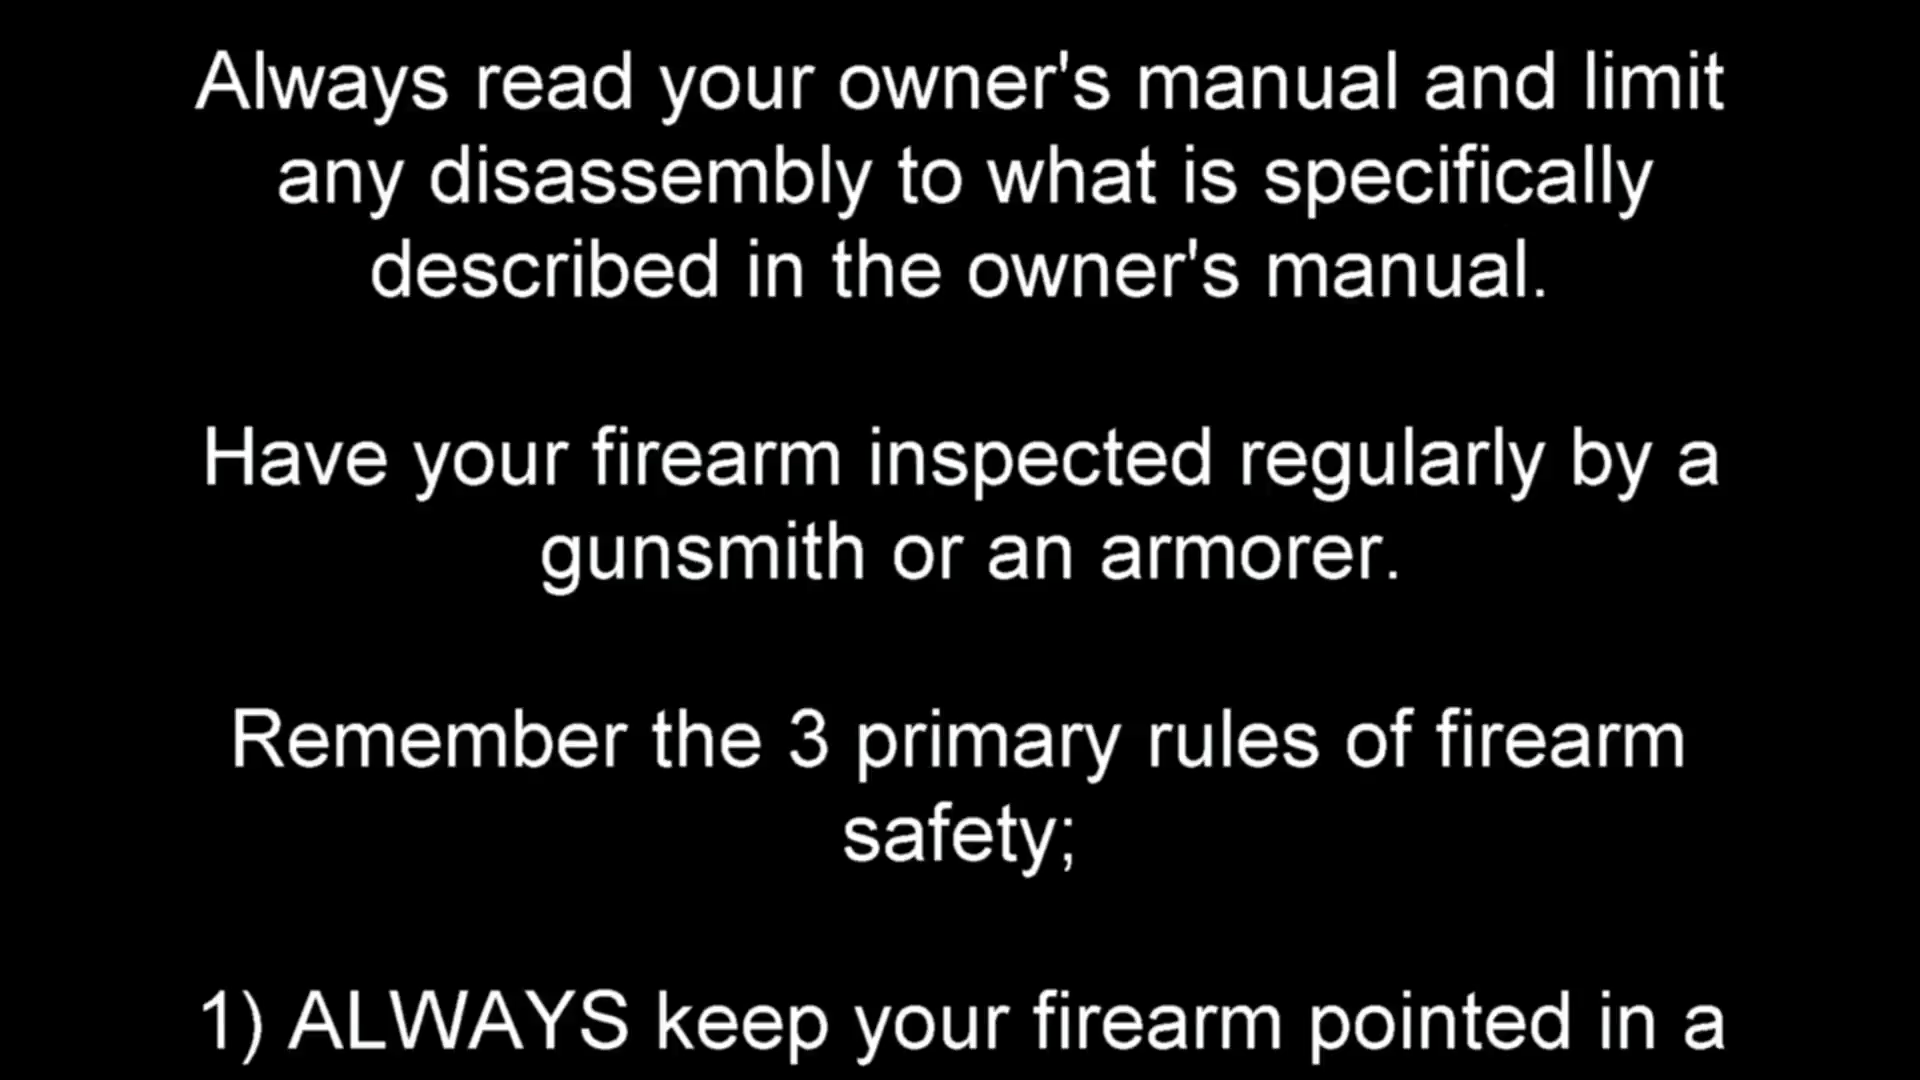 Always read your owner's manual and limit
any disassembly to what is specifically
described in the owner's manual.
Have your firearm inspected regularly by a
gunsmith or an armorer.
Remember the 3 primary rules of firearm
safety;
1) ALWAYS keep your firearm pointed in a